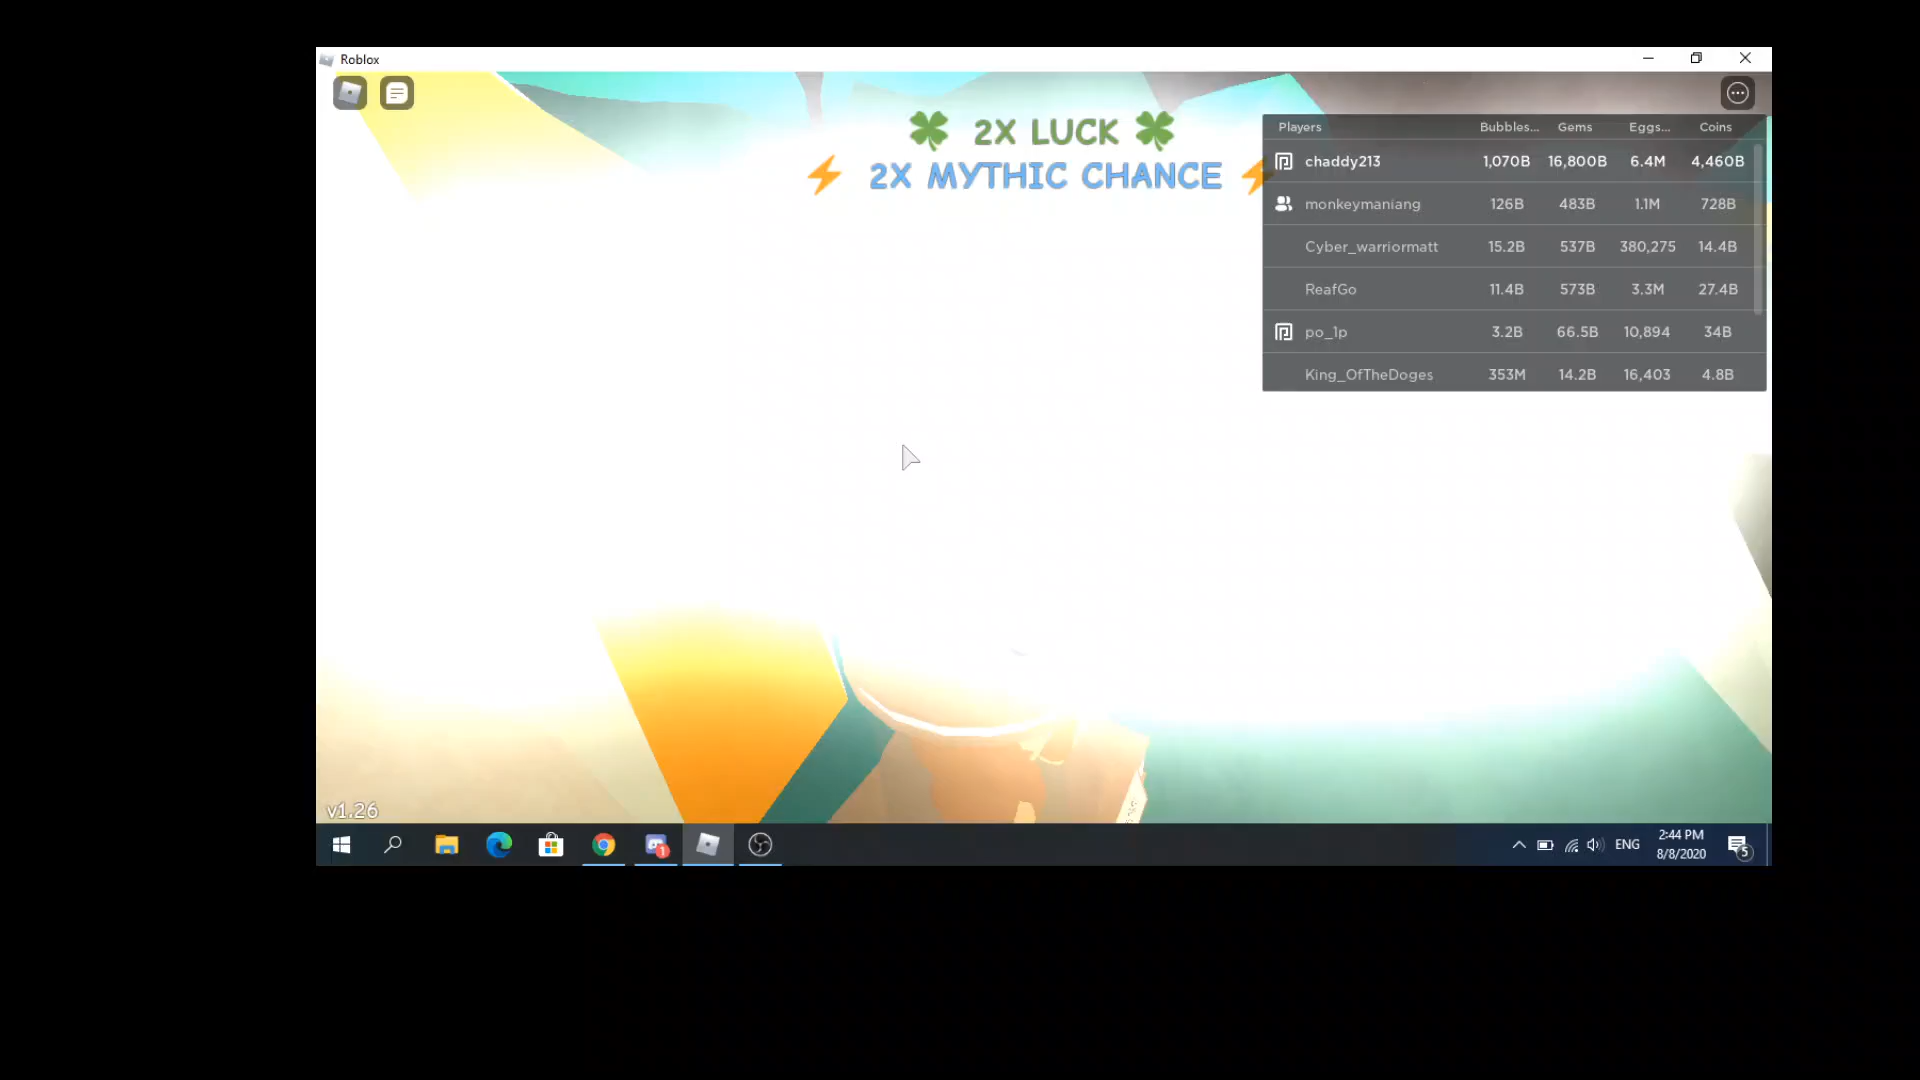 Roblox
2X LUCK
2X MYTHIC CHANCE
Players Bubbles... Gems Eggs... Coins
chaddy213 1,070B 16,800B 6.4M 4,460B
monkeymaniang 126B 483B 1.1M 728B
Cyber_warriormatt 15.2B 537B 380,275 14.4B
ReafGo 11.4B 573B 3.3M 27.4B
po_1p 3.2B 66.5B 10,894 34B
King_OfTheDoges 353M 14.2B 16,403 4.8B
v1.26
1
ENG
2:44 PM
8/8/2020
5